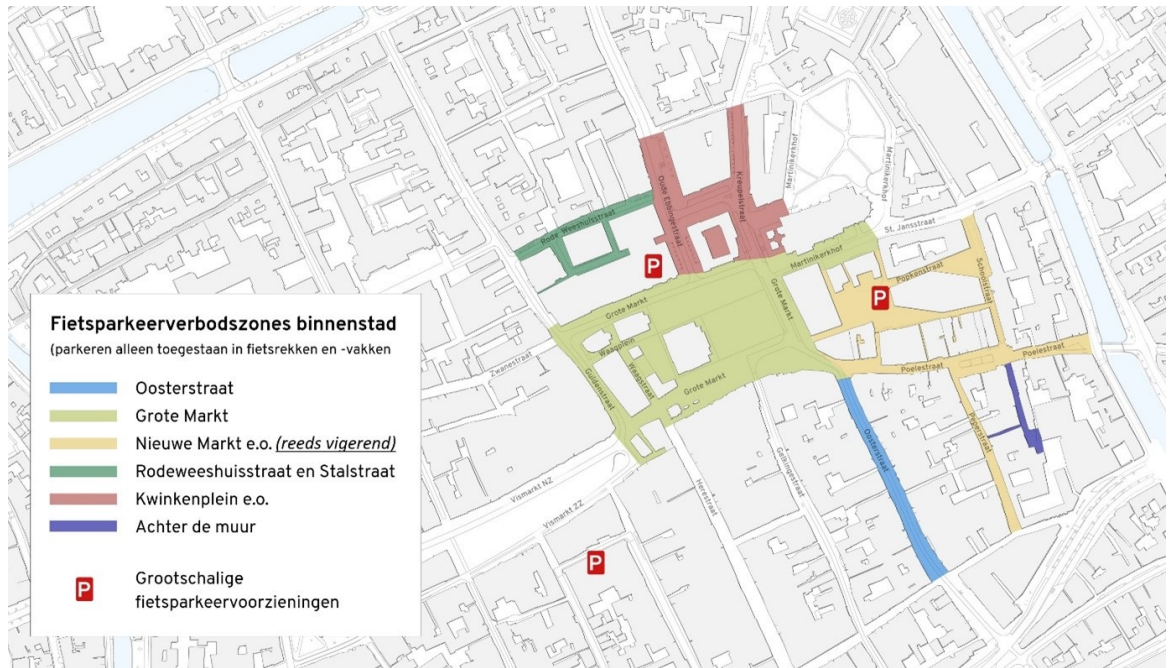 Oude Ebbingestraat
Kreupelstraat
Martinikerkhof
Martinikerkhof
St. Jansstraat
Rode Weeshuisstraat
P
Martinikerkhof
Popkenstraat
Schoolstraat
P
Grote Markt
Grote Markt
Waagplein
Waagstraat
Guldenstraat
Zwanestraat
Grote Markt
Poelestraat
Poelestraat
Peperstraat
Oosterstraat
Gelkingestraat
Herestraat
Vismarkt NZ
Vismarkt ZZ
P
Fietsparkeerverbodszones binnenstad
(parkeren alleen toegestaan in fietsrekken en -vakken
Oosterstraat
Grote Markt
Nieuwe Markt e.o. (reeds vigerend)
Rodeweeshuisstraat en Stalstraat
Kwinkenplein e.o.
Achter de muur
P
Grootschalige
fietsparkeervoorzieningen